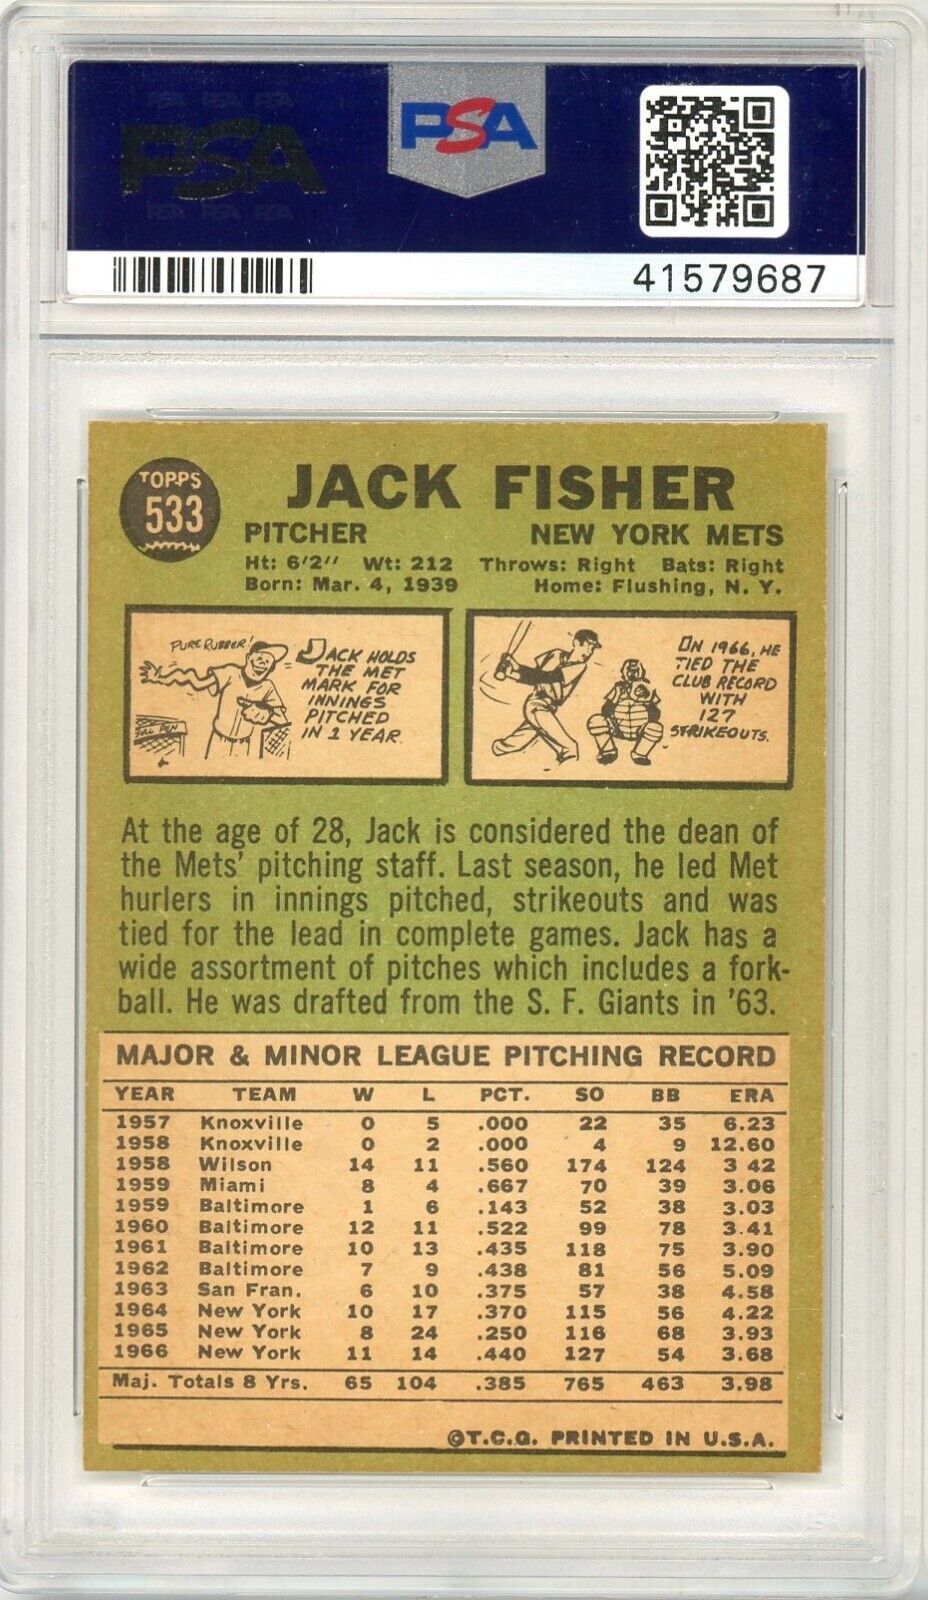 PSA PSA PSA
PSA
PSA
PSA PSA PSA
41579687
TOPPS
533
JACK FISHER
PITCHER NEW YORK METS
Ht: 6'2" Wt: 212 Throws: Right Bats: Right
Born: Mar. 4, 1939 Home: Flushing, N. Y.
PURE RUBBER!
JACK HOLDS
THE MET
MARK FOR
INNINGS
PITCHED
IN 1 YEAR.
PEN
IN 1966, HE
TIED THE
CLUB RECORD
WITH
127
STRIKEOUTS.
At the age of 28, Jack is considered the dean of
the Mets' pitching staff. Last season, he led Met
hurlers in innings pitched, strikeouts and was
tied for the lead in complete games. Jack has a
wide assortment of pitches which includes a fork-
ball. He was drafted from the S. F. Giants in '63.
MAJOR & MINOR LEAGUE PITCHING RECORD
YEAR TEAM W L PCT. SO BB ERA
1957 Knoxville 0 5 .000 22 35 6.23
1958 Knoxville 0 2 .000 4 9 12.60
1958 Wilson 14 11 .560 174 124 3 42
1959 Miami 8 4 .667 70 39 3.06
1959 Baltimore 1 6 .143 52 38 3.03
1960 Baltimore 12 11 .522 99 78 3.41
1961 Baltimore 10 13 .435 118 75 3.90
1962 Baltimore 7 9 .438 81 56 5.09
1963 San Fran. 6 10 .375 57 38 4.58
1964 New York 10 17 .370 115 56 4.22
1965 New York 8 24 .250 116 68 3.93
1966 New York 11 14 .440 127 54 3.68
Maj. Totals 8 Yrs. 65 104 .385 765 463 3.98
©T.C.G. PRINTED IN U.S.A.